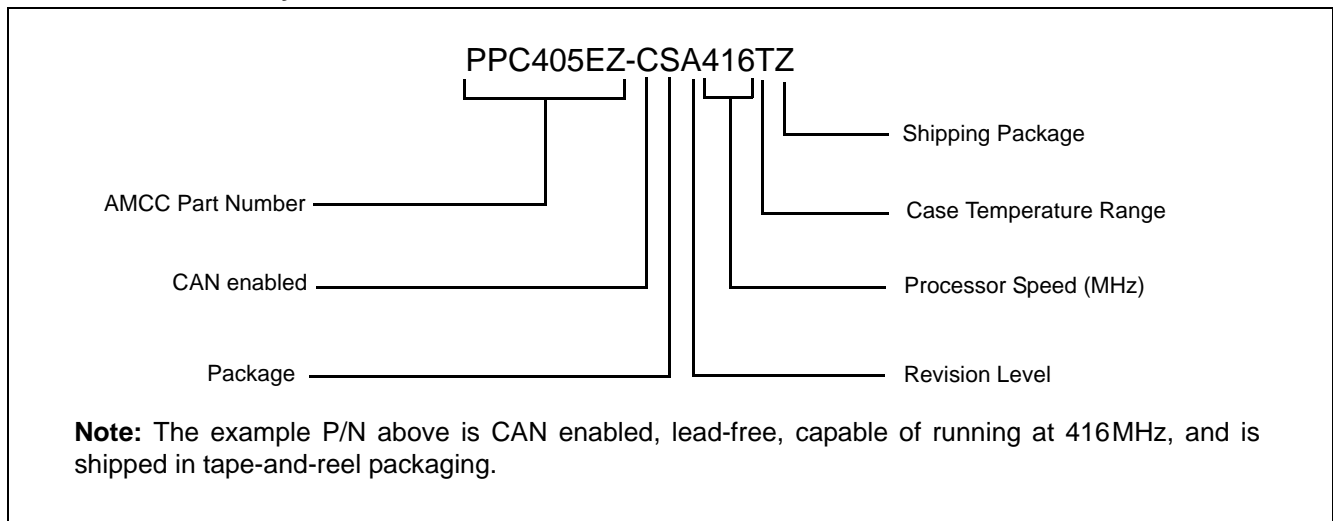 PPC405EZ-CSA416TZ
Shipping Package
AMCC Part Number
Case Temperature Range
CAN enabled
Processor Speed (MHz)
Package
Revision Level
Note: The example P/N above is CAN enabled, lead-free, capable of running at 416MHz, and is
shipped in tape-and-reel packaging.